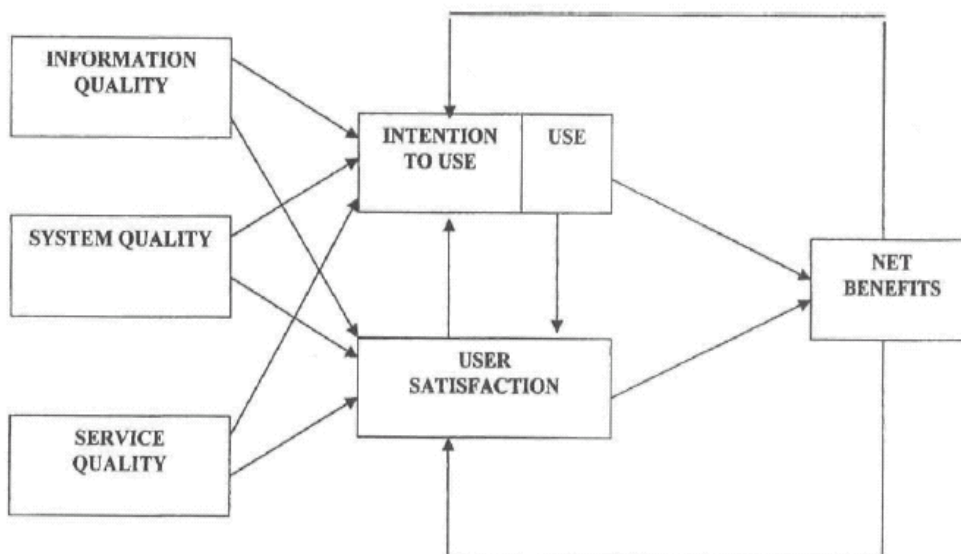 INFORMATION
QUALITY
INTENTION
TO USE
USE
SYSTEM QUALITY
NET
BENEFITS
USER
SATISFACTION
SERVICE
QUALITY